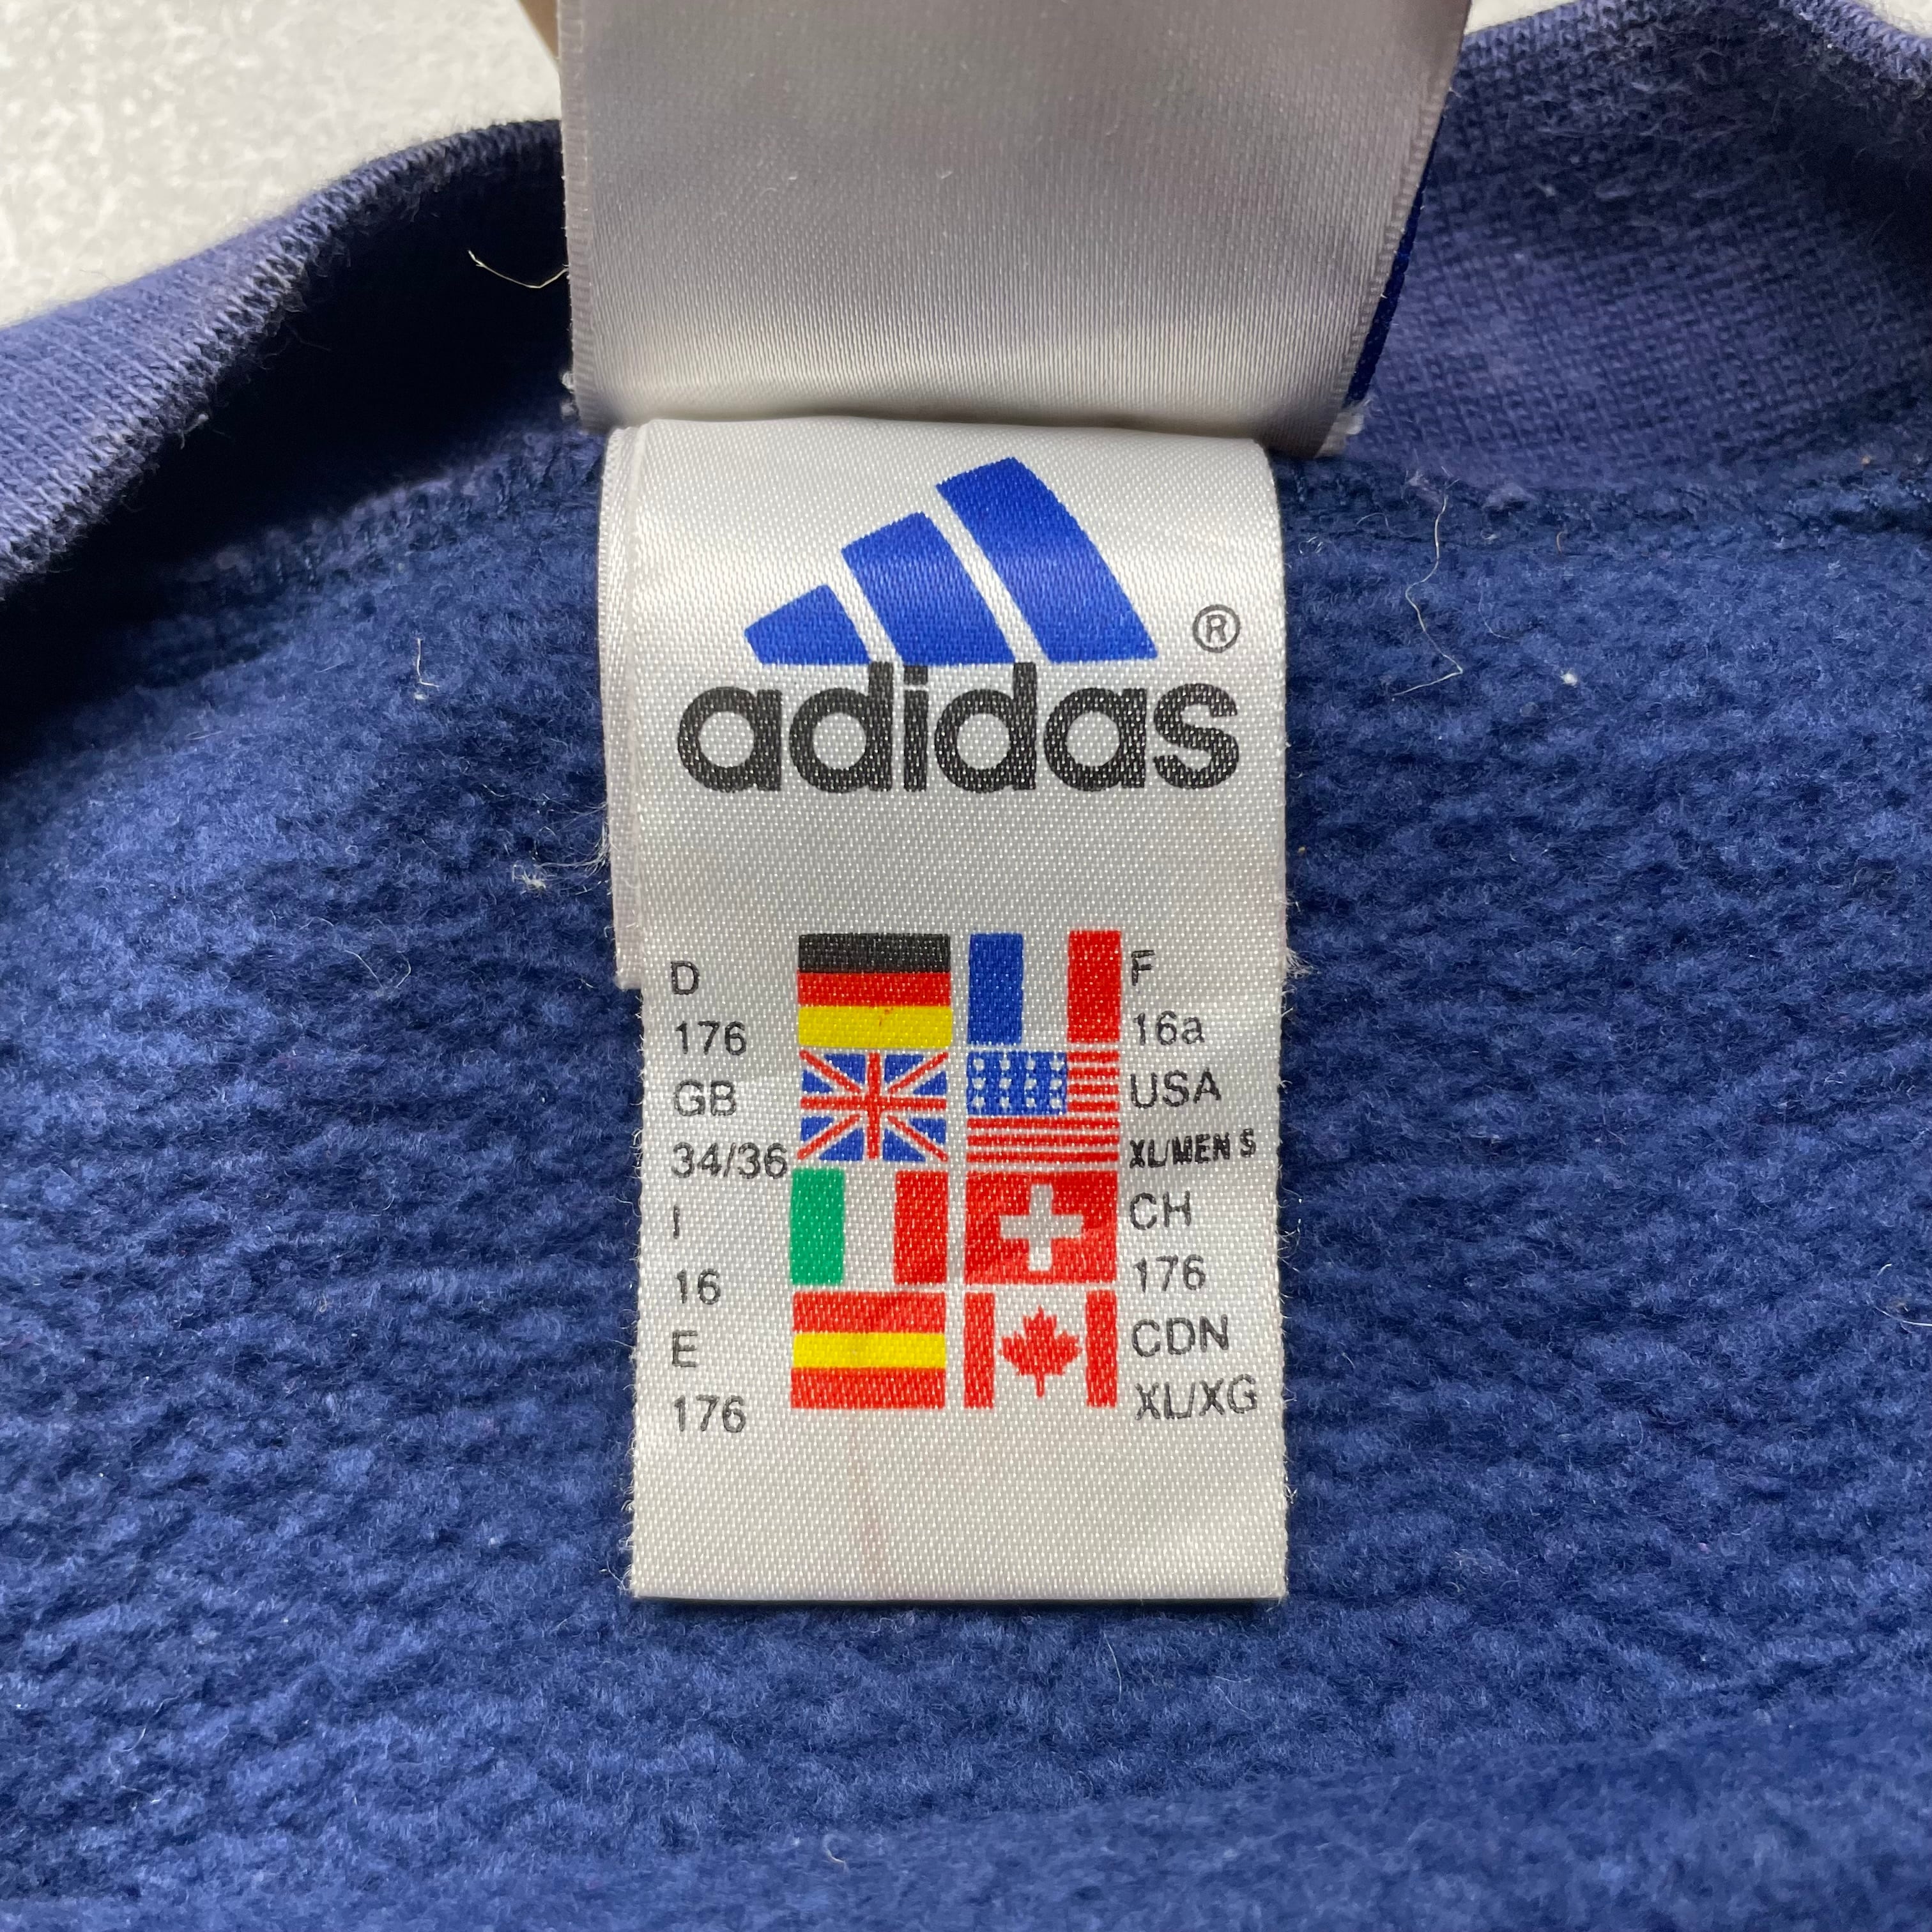 ®
adidas
D
176
GB
34/36
I
16
E
176
F
16a
USA
XL/MEN S
CH
176
CDN
XL/XG